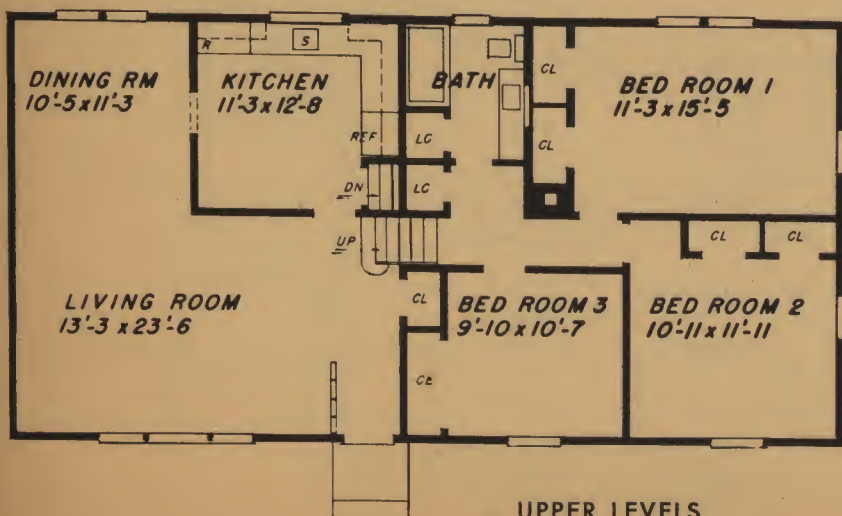 R
S
DINING RM
10'-5 x 11'-3
KITCHEN
11'-3 x 12'-8
REF
DN
UP
BATH
LC
LC
CL
CL
BED ROOM 1
11'-3 x 15'-5
CL
CL
LIVING ROOM
13'-3 x 23'-6
CL
CL
BED ROOM 3
9'-10 x 10'-7
BED ROOM 2
10'-11 x 11'-11
UPPER LEVELS